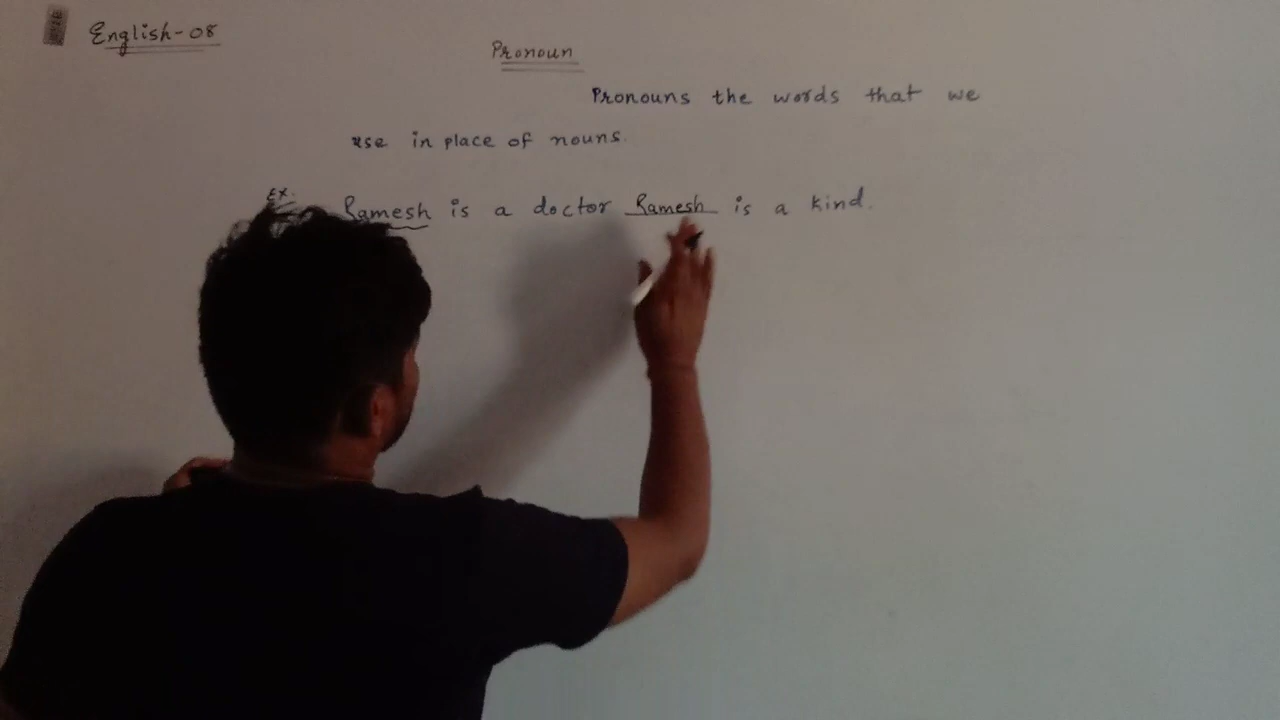 English-08
Pronoun
Pronouns the words that we
use in place of nouns.
Ex.
Ramesh is a doctor Ramesh is a kind.